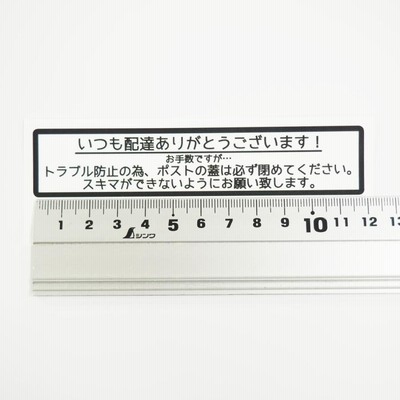 いつも配達ありがとうございます！
お手数ですが…
トラブル防止の為、ポストの蓋は必ず閉めてください。
スキマができないようにお願い致します。
1 2 3 4 5 6 7 8 9 10 11 12 13
シンワ